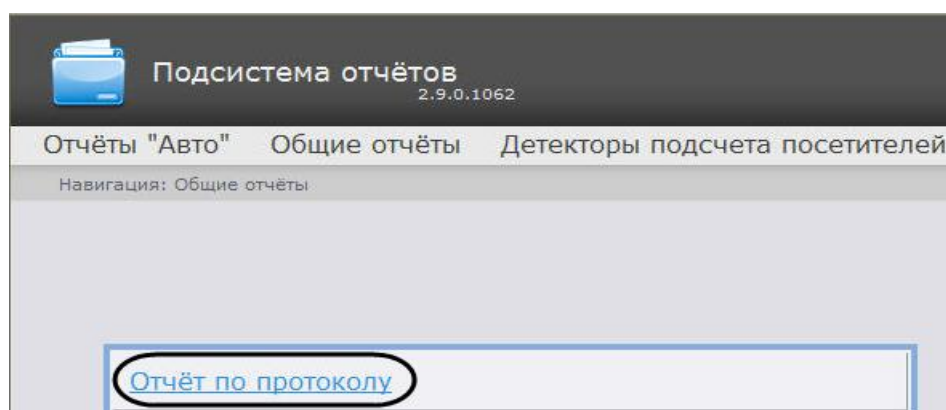 Подсистема отчётов
2.9.0.1062
Отчёты "Авто" Общие отчёты Детекторы подсчета посетителей
Навигация: Общие отчёты
Отчёт по протоколу